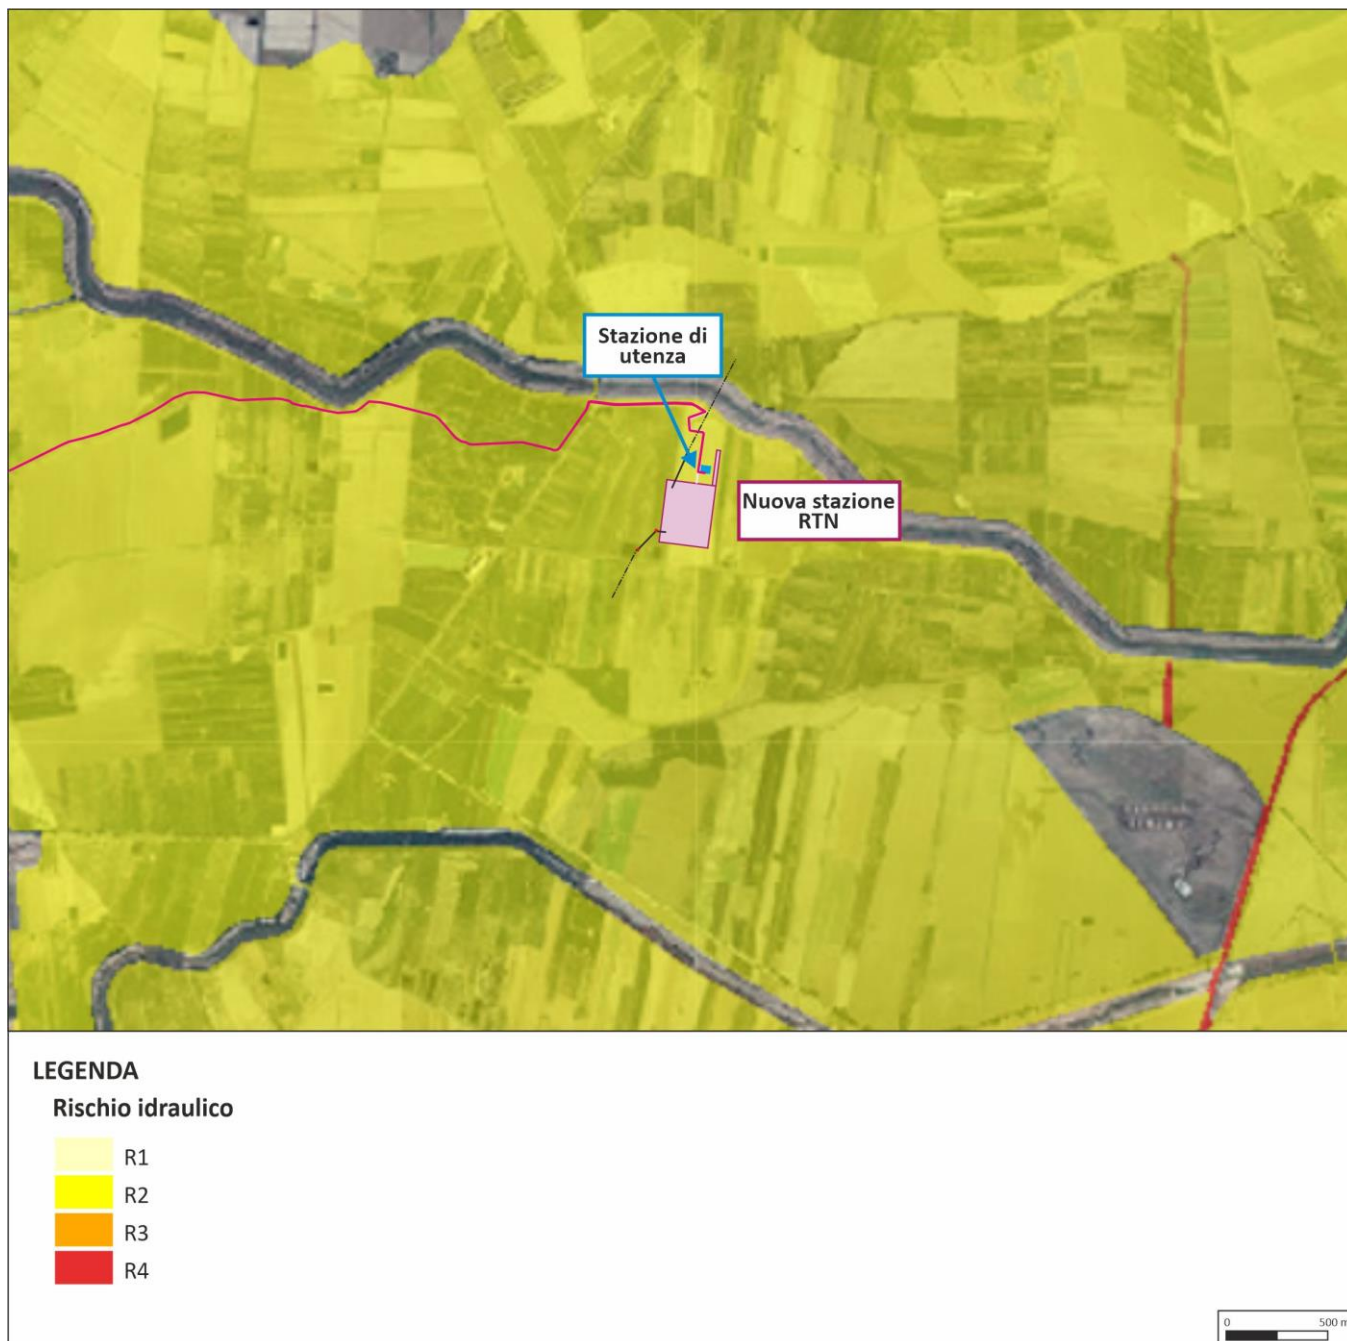 Stazione di
utenza
Nuova stazione
RTN
LEGENDA
Rischio idraulico
R1
R2
R3
R4
0 500 m